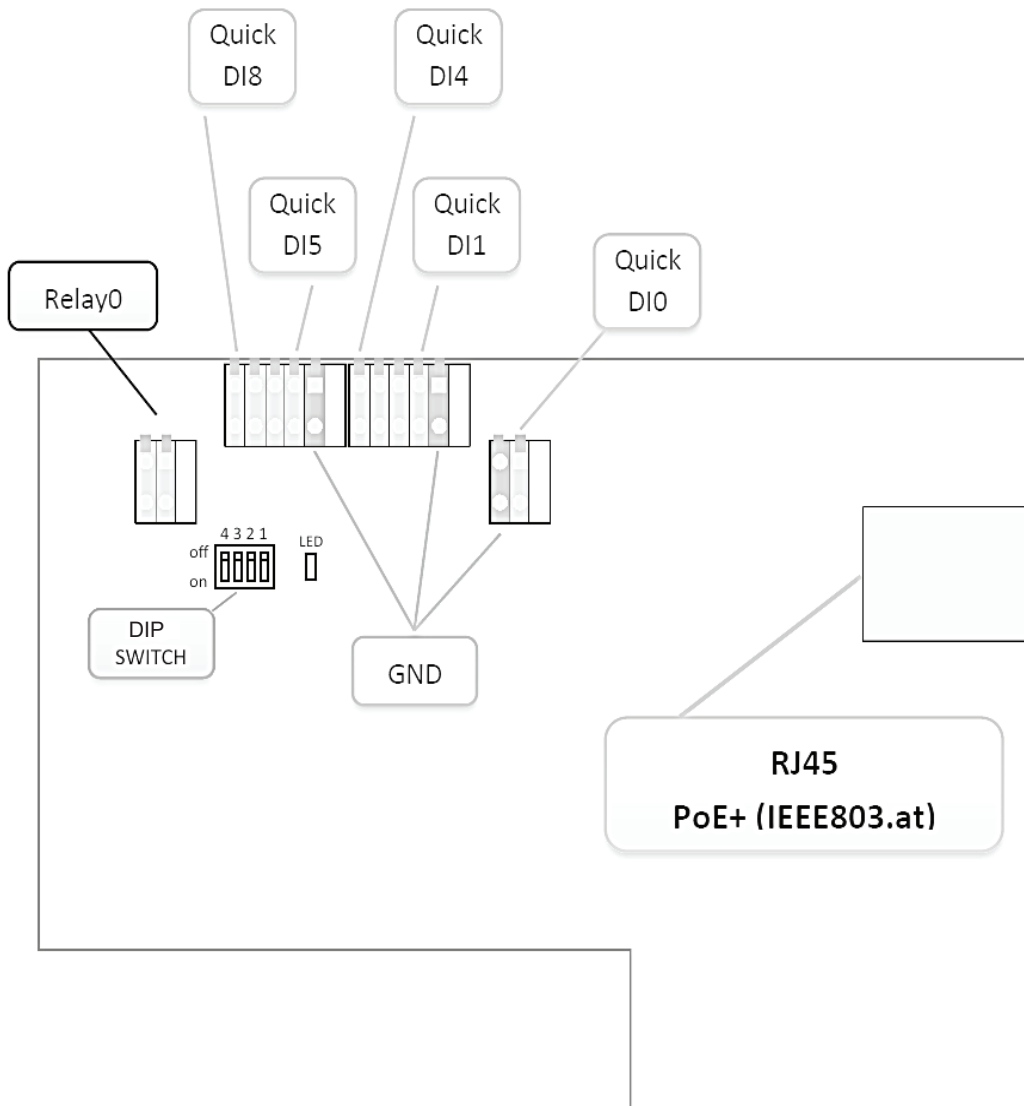 Quick
DI8
Quick
DI4
Quick
DI5
Quick
DI1
Quick
DI0
Relay0
4 3 2 1
off
on
LED
DIP
SWITCH
GND
RJ45
PoE+ (IEEE803.at)